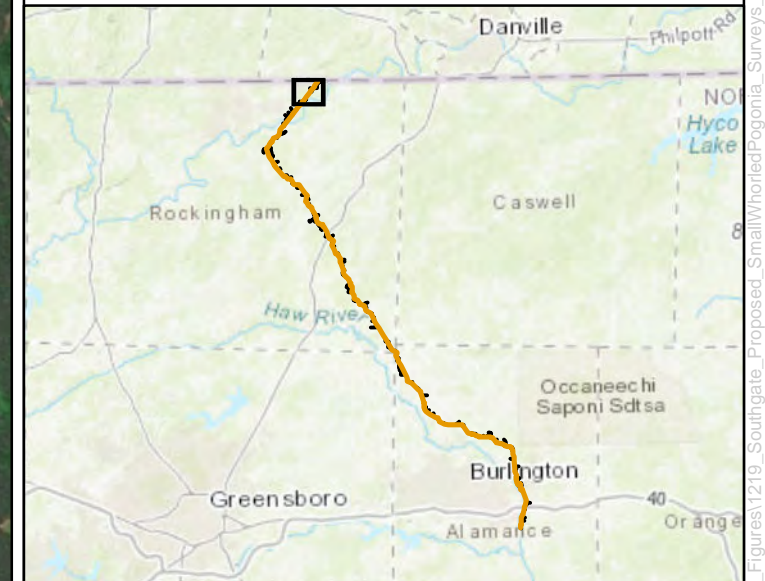 Danville
Philpott Rd
NOR
Hyco
Lake
Caswell
Rockingham
8
Haw River
Occaneechi
Saponi Sdtsa
Burlington
Greensboro
40
Orange
Alamance
Figures\1219_Southgate_Proposed_SmallWhorledPogonia_Surveys_